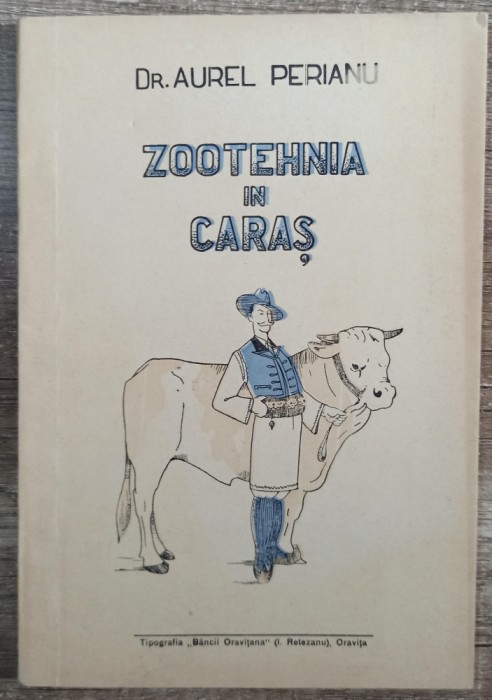 Dr. AUREL PERIANU
ZOOTEHNIA
IN
CARAȘ
Tipografia „Băncii Oravițana“ (I. Retezanu), Oravița